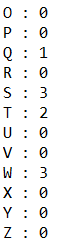 O : 0
P : 0
Q : 1
R : 0
S : 3
T : 2
U : 0
V : 0
W : 3
X : 0
Y : 0
Z : 0